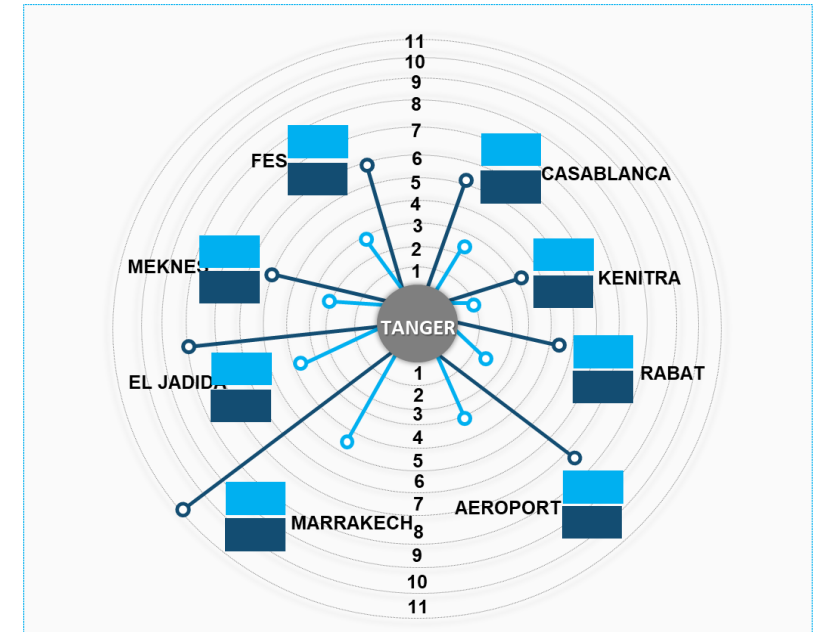 11
10
9
8
7
6
5
4
3
2
1
FES
CASABLANCA
MEKNES
KENITRA
TANGER
RABAT
EL JADIDA
AEROPORT
MARRAKECH
1
2
3
4
5
6
7
8
9
10
11